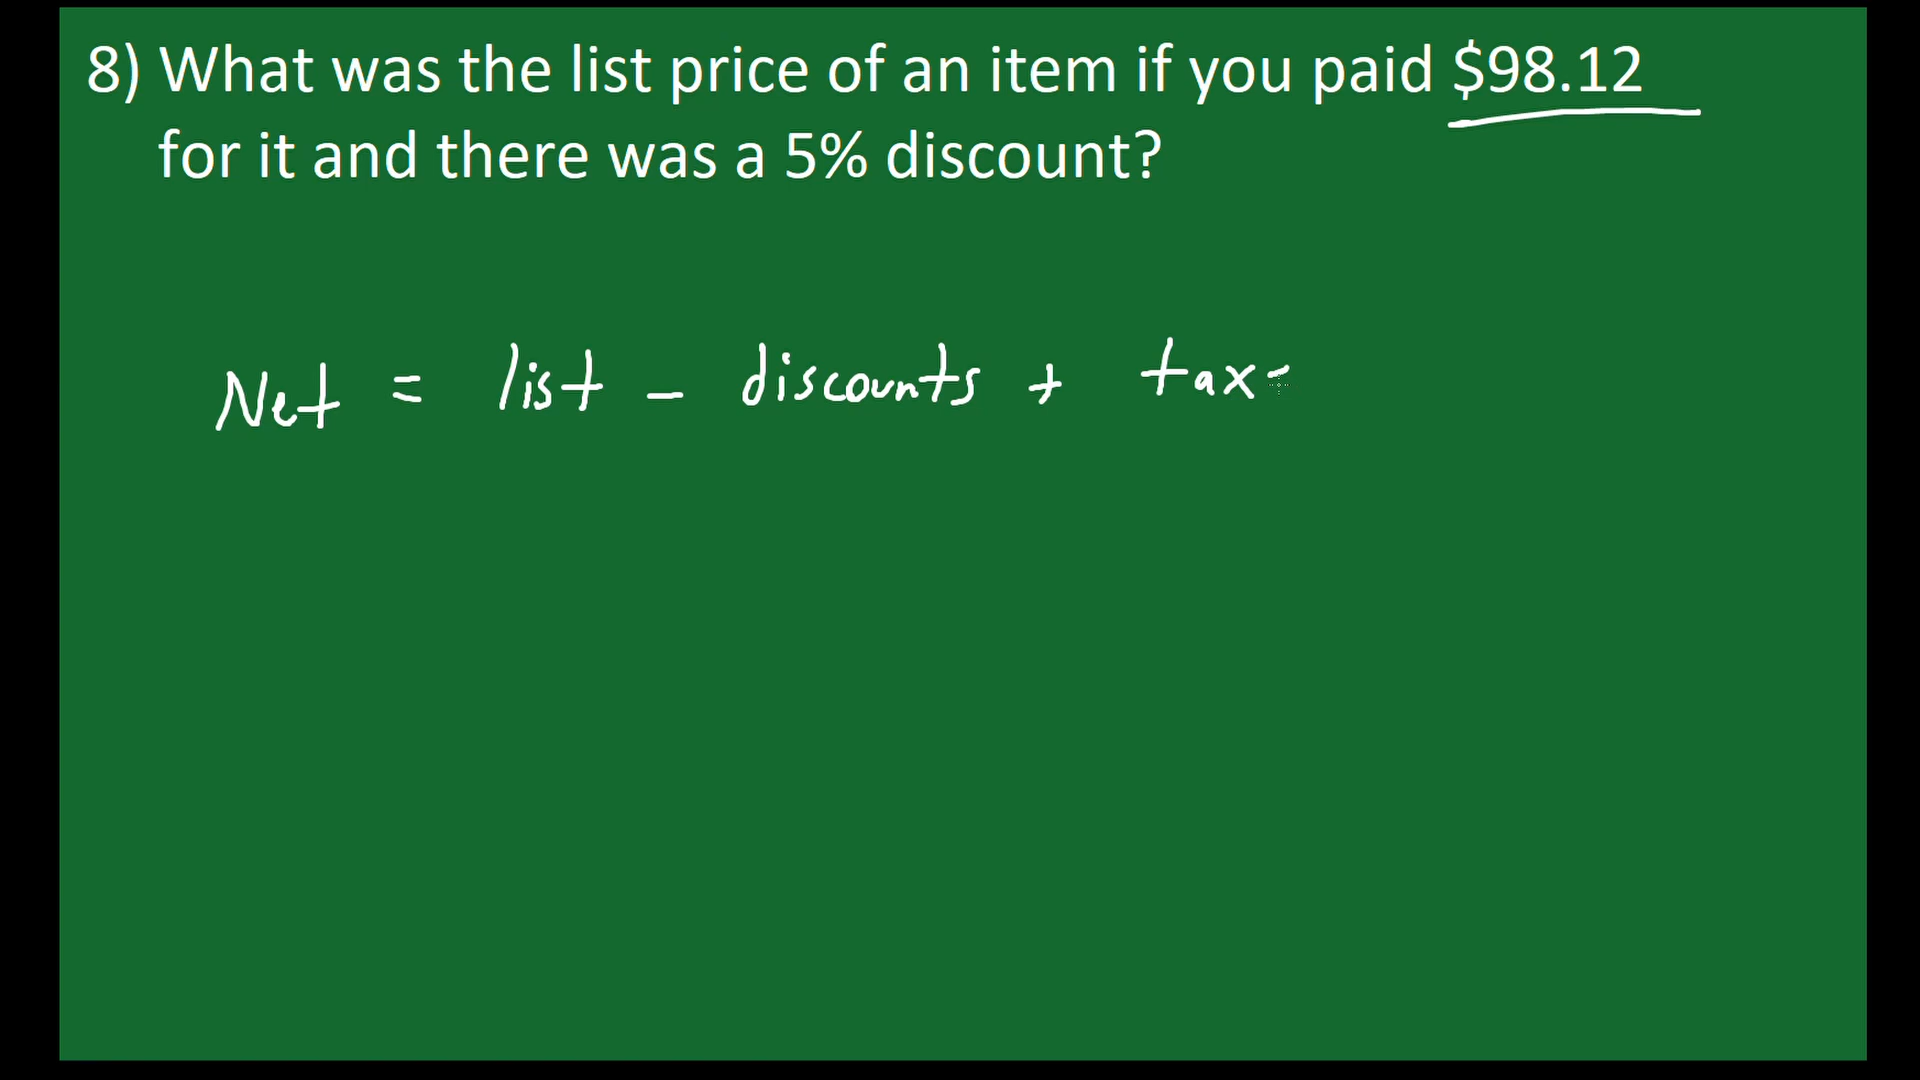 8) What was the list price of an item if you paid $98.12
for it and there was a 5% discount?
Net = list - discounts + tax